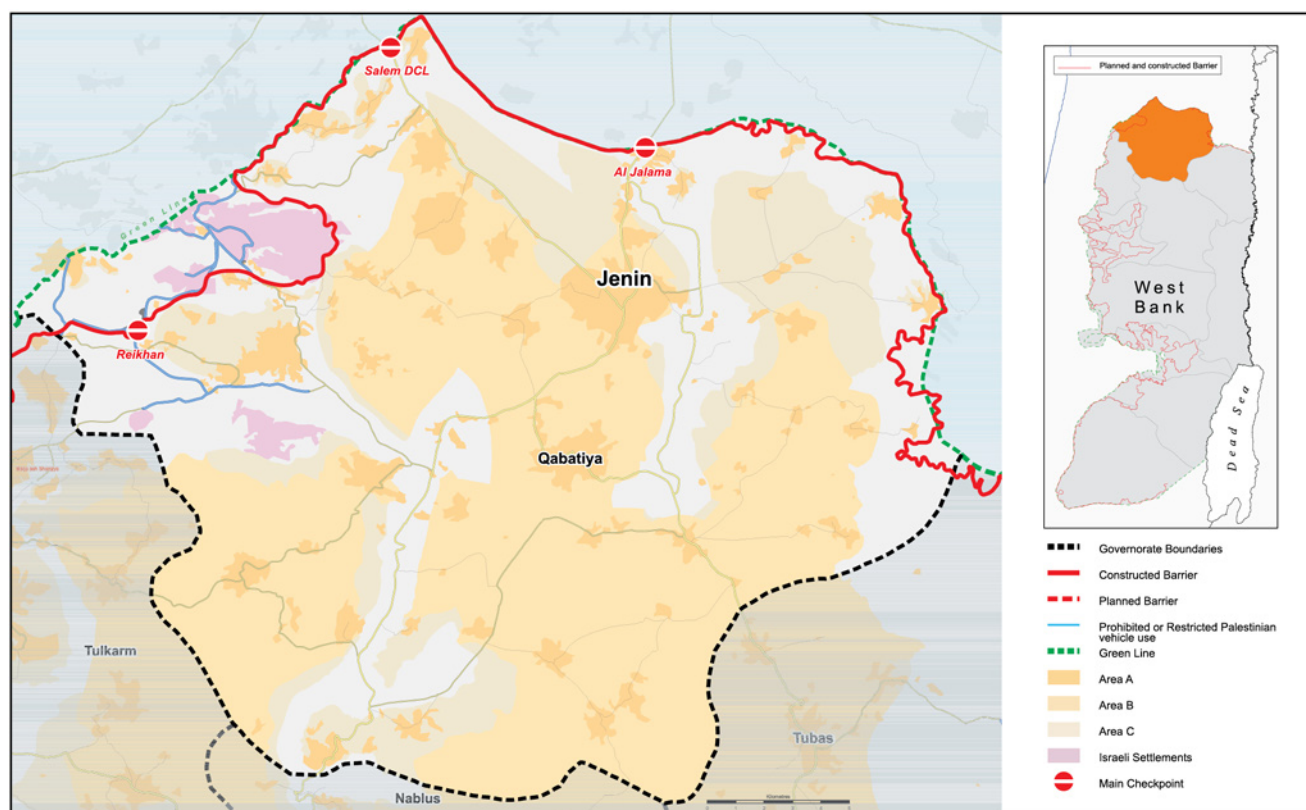 Salem DCL
Al Jalama
Green Line
Jenin
Reikhan
Qabatiya
Tulkarm
Tubas
Nablus
Kilometres
Planned and constructed Barrier
West
Bank
Dead Sea
Governorate Boundaries
Constructed Barrier
Planned Barrier
Prohibited or Restricted Palestinian
vehicle use
Green Line
Area A
Area B
Area C
Israeli Settlements
Main Checkpoint